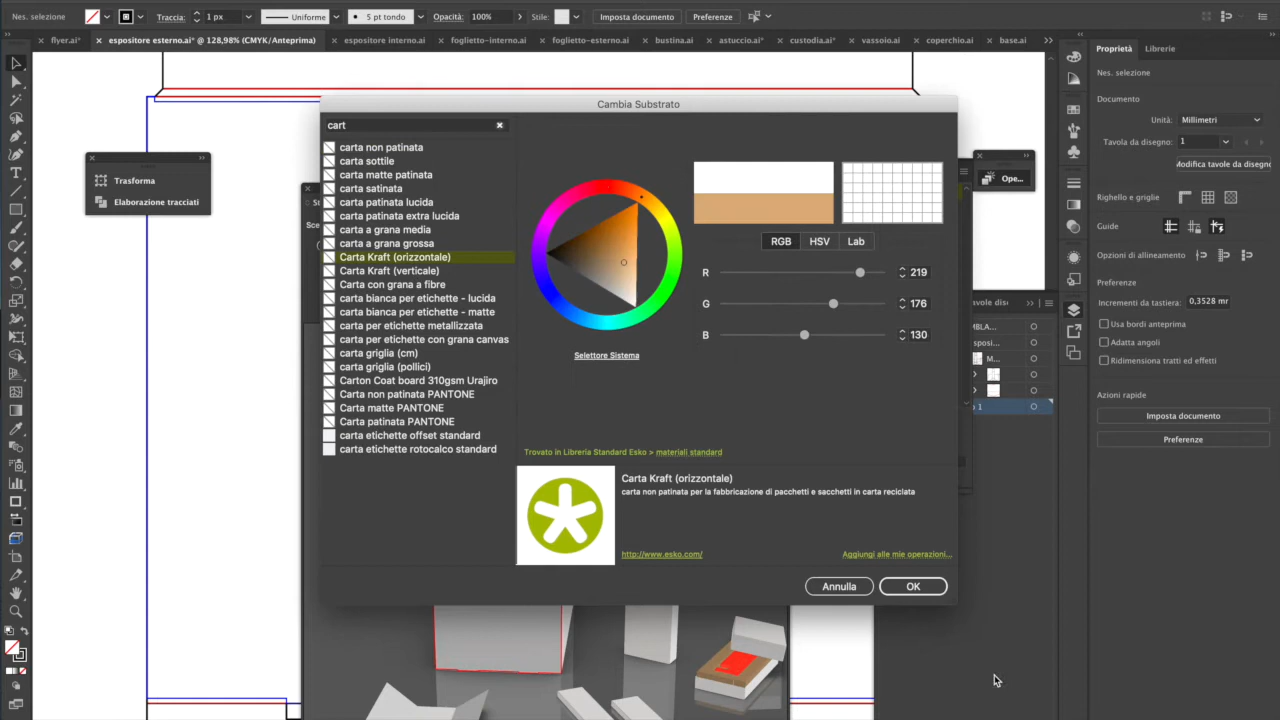 Nes. selezione
Traccia:
1 px
Uniforme
5 pt tondo
Opacità:
100%
Stile:
Imposta documento
Preferenze
flyer.ai*
espositore esterno.ai* @ 128,98% (CMYK/Anteprima)
espositore interno.ai
foglietto-interno.ai
foglietto-esterno.ai
bustina.ai
astuccio.ai*
custodia.ai*
vassoio.ai
coperchio.ai
base.ai
Trasforma
Elaborazione tracciati
Cambia Substrato
cart
carta non patinata
carta sottile
carta matte patinata
carta satinata
carta patinata lucida
carta patinata extra lucida
carta a grana media
carta a grana grossa
Carta Kraft (orizzontale)
Carta Kraft (verticale)
Carta con grana a fibre
carta bianca per etichette - lucida
carta bianca per etichette - matte
carta per etichette metallizzata
carta per etichette con grana canvas
carta griglia (cm)
carta griglia (pollici)
Carton Coat board 310gsm Urajiro
Carta non patinata PANTONE
Carta matte PANTONE
Carta patinata PANTONE
carta etichette offset standard
carta etichette rotocalco standard
Selettore Sistema
RGB
HSV
Lab
R
219
G
176
B
130
Trovato in Libreria Standard Esko > materiali standard
Carta Kraft (orizzontale)
carta non patinata per la fabbricazione di pacchetti e sacchetti in carta reciclata
http://www.esko.com/
Aggiungi alle mie operazioni...
Annulla
OK
Ope...
M...
1
Proprietà
Librerie
Nes. selezione
Documento
Unità:
Millimetri
Tavola da disegno:
1
Modifica tavole da disegno
Righello e griglie
Guide
Opzioni di allineamento
Preferenze
Incrementi da tastiera:
0,3528 mr
Usa bordi anteprima
Adatta angoli
Ridimensiona tratti ed effetti
Azioni rapide
Imposta documento
Preferenze